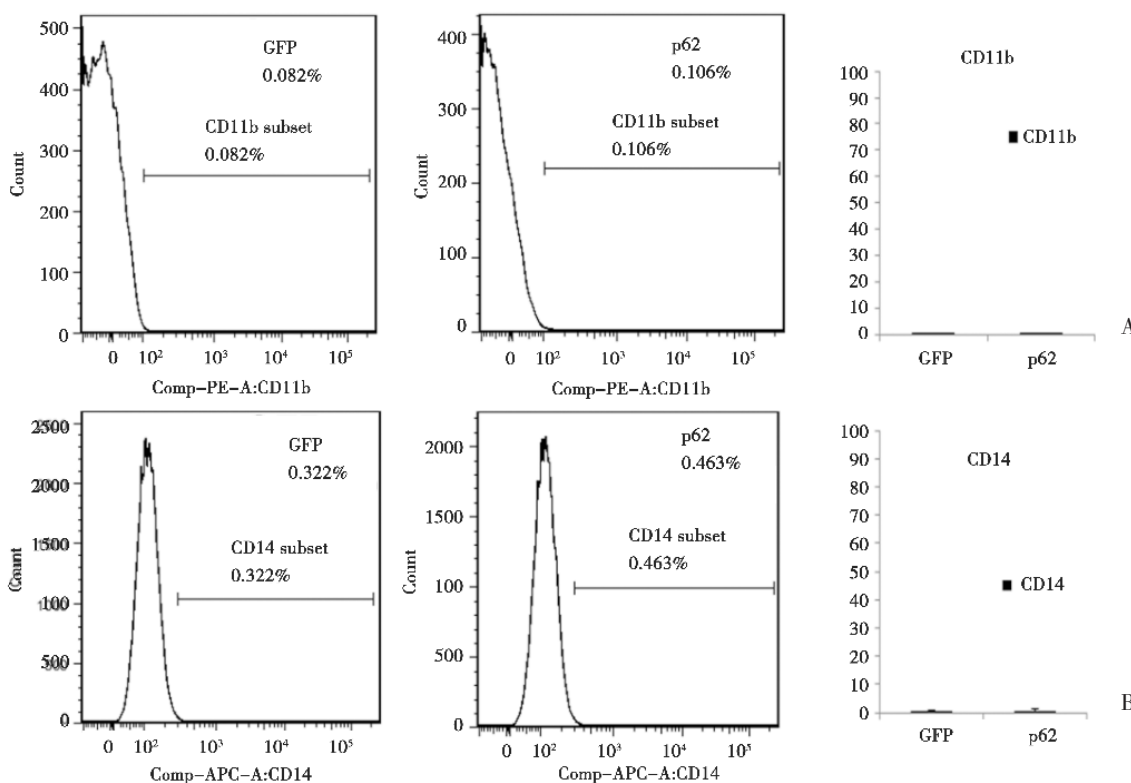 GFP
0.082%
CD11b subset
0.082%
500
400
300
200
100
0
Count
0 10² 10³ 10⁴ 10⁵
Comp-PE-A:CD11b
p62
0.106%
CD11b subset
0.106%
400
300
200
100
0
Count
0 10² 10³ 10⁴ 10⁵
Comp-PE-A:CD11b
CD11b
100
90
80
70
60
50
40
30
20
10
0
CD11b
GFP p62
A
GFP
0.322%
CD14 subset
0.322%
2500
2000
1500
500
0
Count
0 10² 10³ 10⁴ 10⁵
Comp-APC-A:CD14
p62
0.463%
CD14 subset
0.463%
2000
1500
100
500
0
Count
0 10² 10³ 10⁴ 10⁵
Comp-APC-A:CD14
CD14
100
90
80
70
60
50
40
30
20
10
0
CD14
GFP p62
B